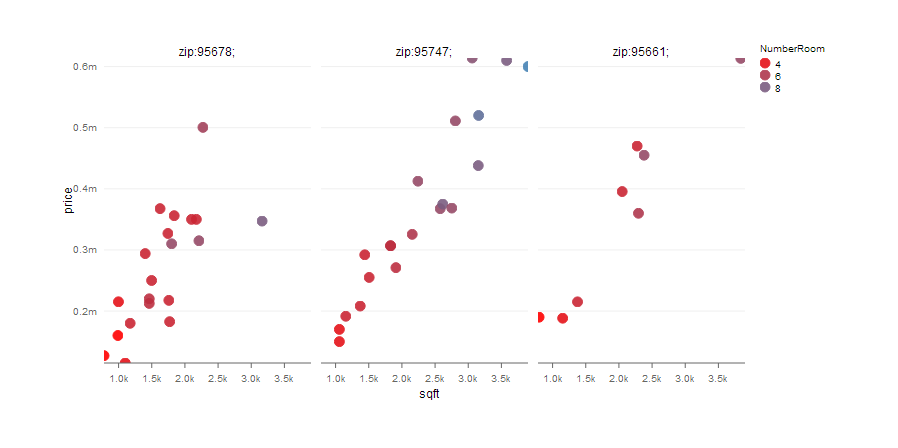 zip:95678; zip:95747; zip:95661;
NumberRoom
4
6
8
price
0.6m
0.5m
0.4m
0.3m
0.2m
1.0k 1.5k 2.0k 2.5k 3.0k 3.5k 1.0k 1.5k 2.0k 2.5k 3.0k 3.5k 1.0k 1.5k 2.0k 2.5k 3.0k 3.5k
sqft